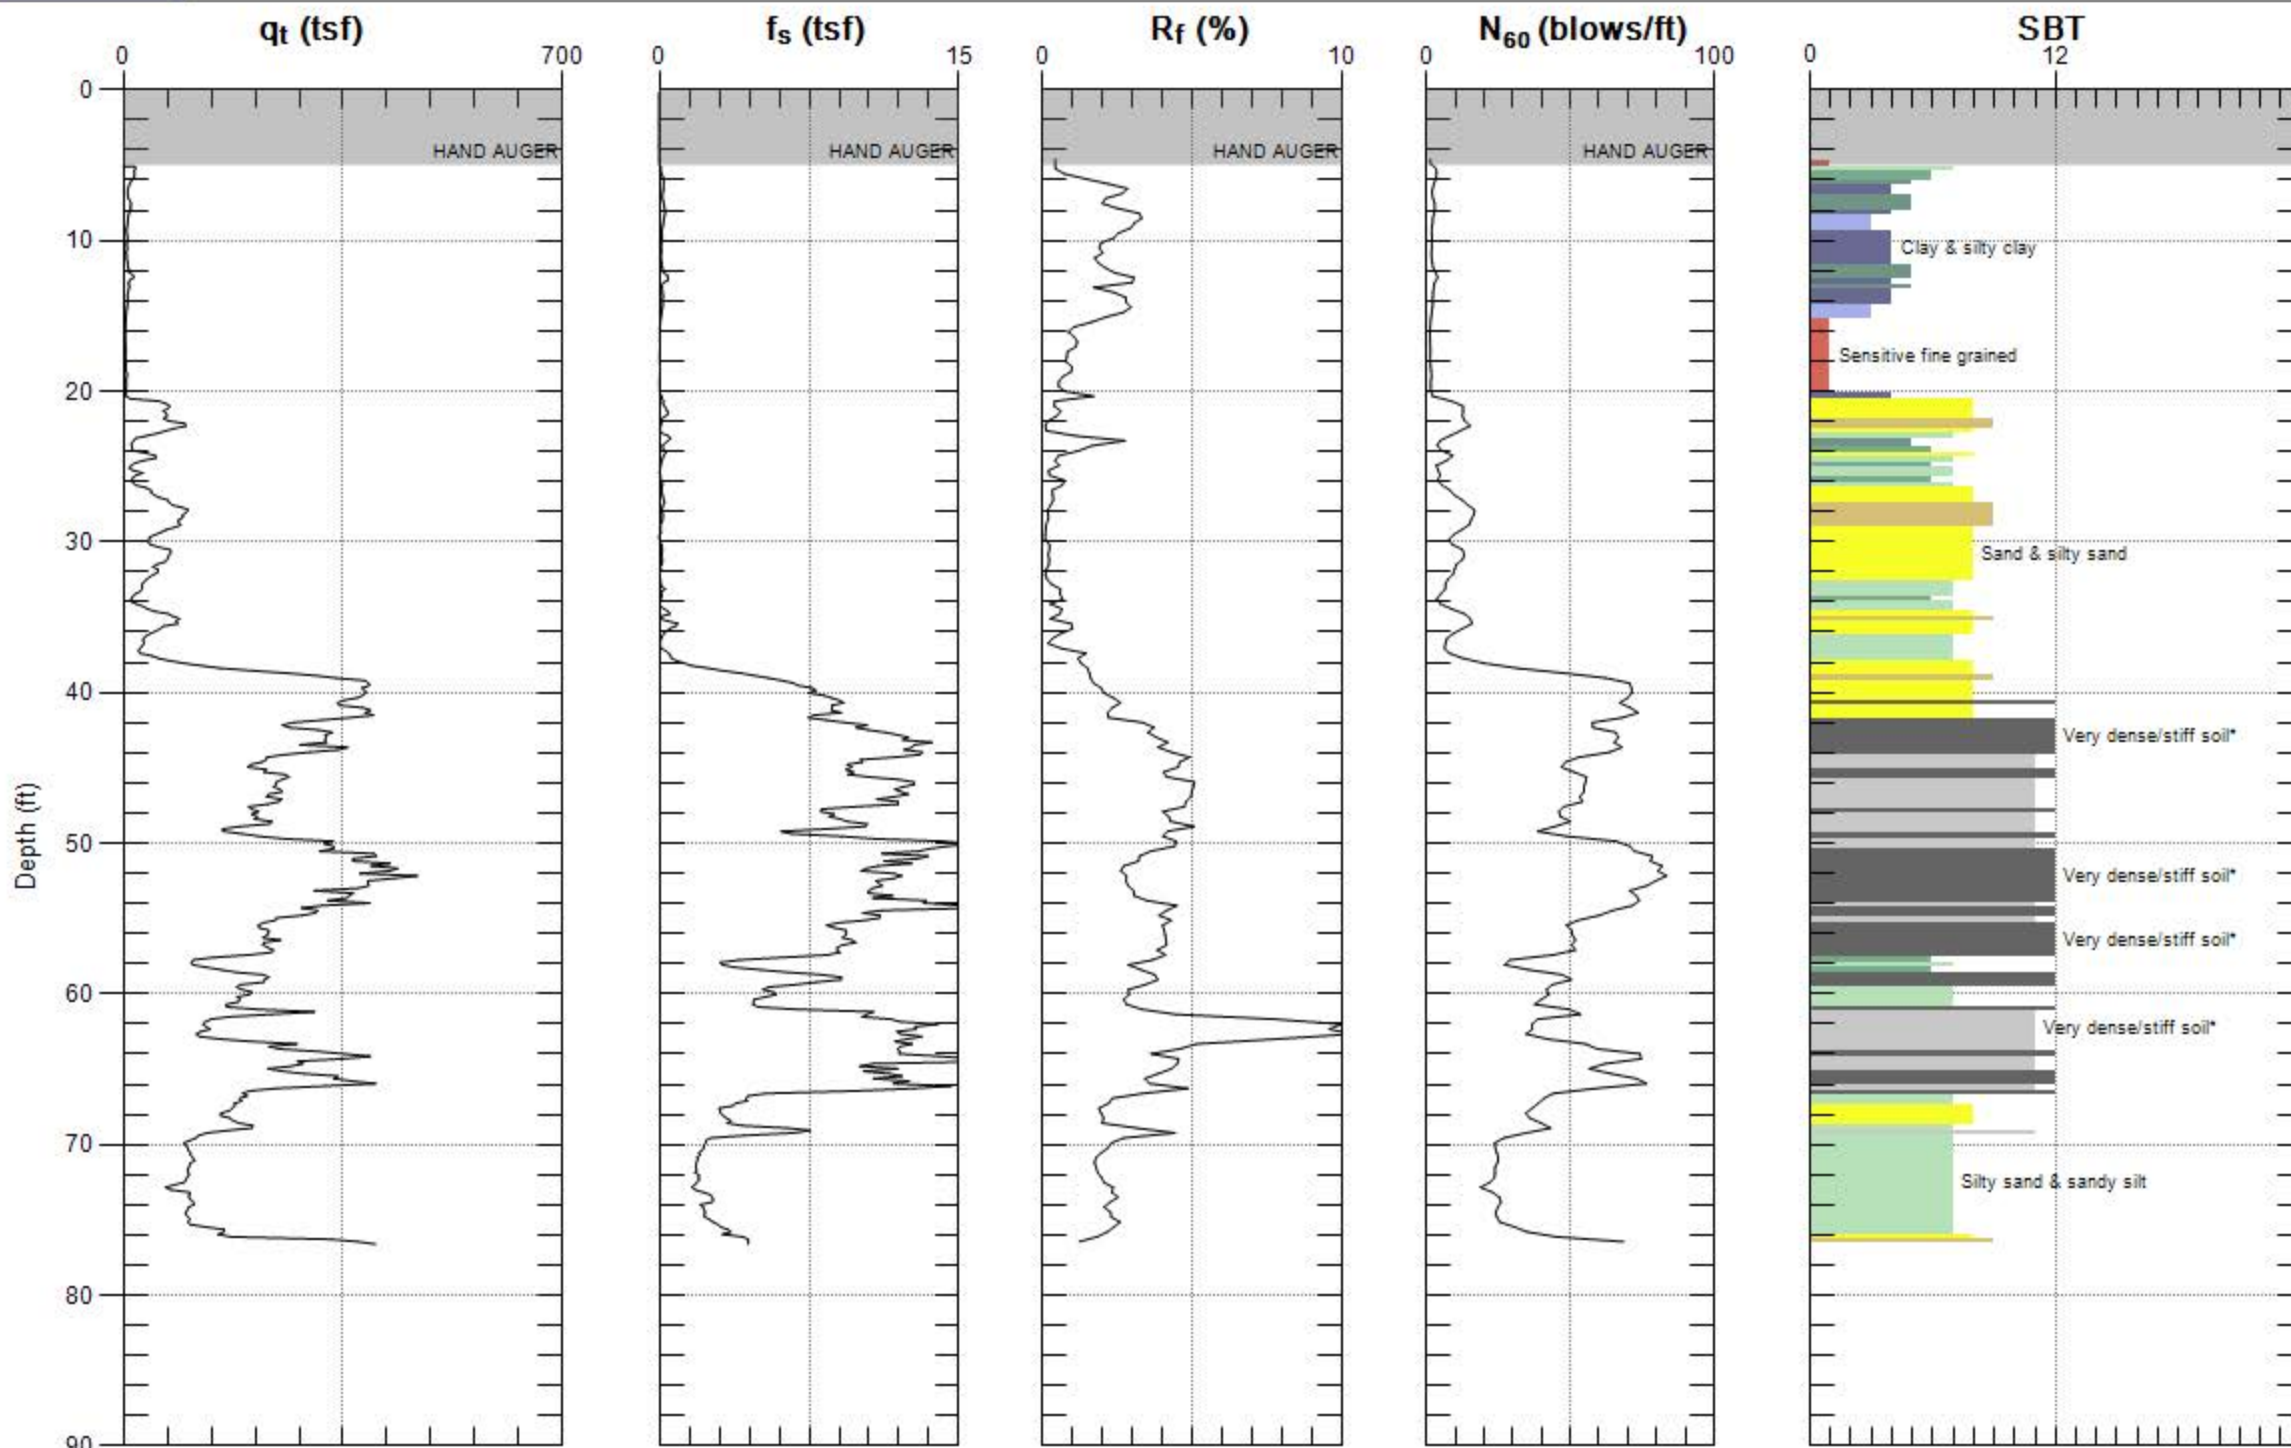 qt (tsf)
fs (tsf)
Rf (%)
N60 (blows/ft)
SBT
0 700
0 15
0 10
0 100
0 12
0
HAND AUGER
HAND AUGER
HAND AUGER
HAND AUGER
10
Clay & silty clay
Sensitive fine grained
20
30
Sand & silty sand
40
Very dense/stiff soil*
50
Depth (ft)
Very dense/stiff soil*
Very dense/stiff soil*
60
Very dense/stiff soil*
70
Silty sand & sandy silt
80
90